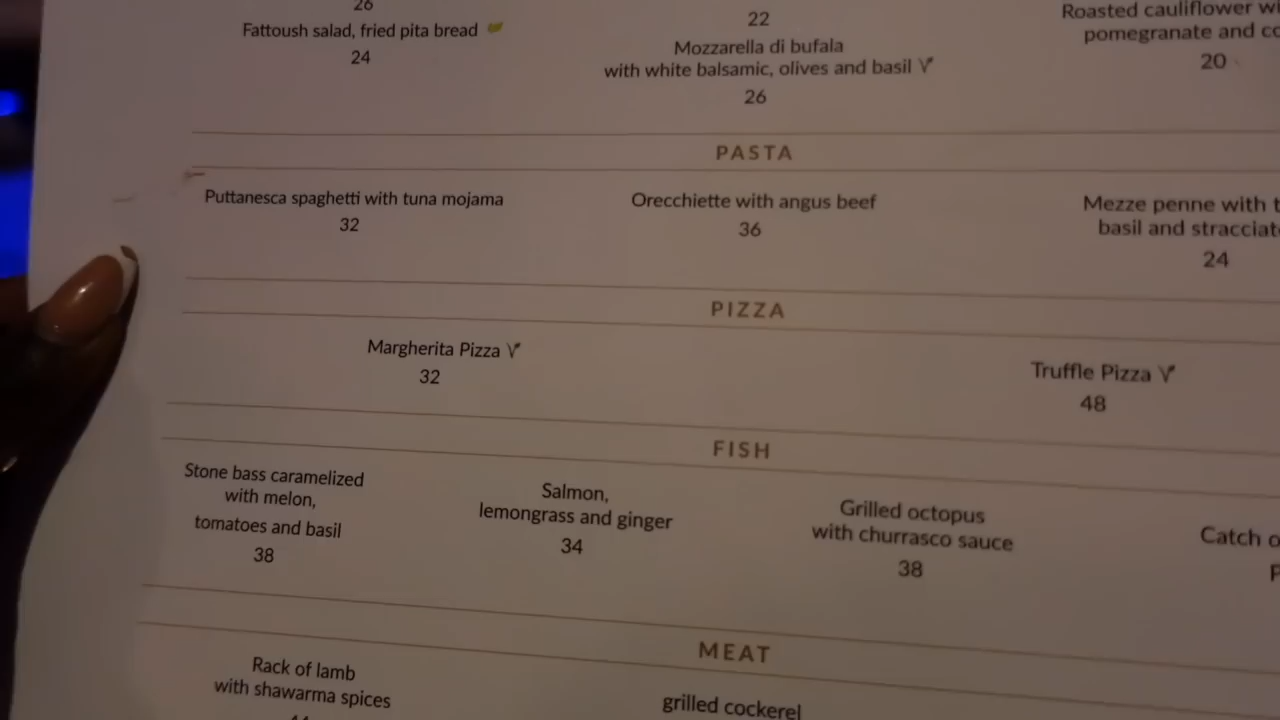 26
Fattoush salad, fried pita bread
24
22
Mozzarella di bufala
with white balsamic, olives and basil V
26
Roasted cauliflower
pomegranate and
20
PASTA
Puttanesca spaghetti with tuna mojama
32
Orecchiette with angus beef
36
Mezze penne with
basil and
24
PIZZA
Margherita Pizza V
32
Truffle Pizza V
48
FISH
Stone bass caramelized
with melon,
tomatoes and basil
38
Salmon,
lemongrass and ginger
34
Grilled octopus
with churrasco sauce
38
Catch
MEAT
Rack of lamb
with shawarma spices
grilled cockerel